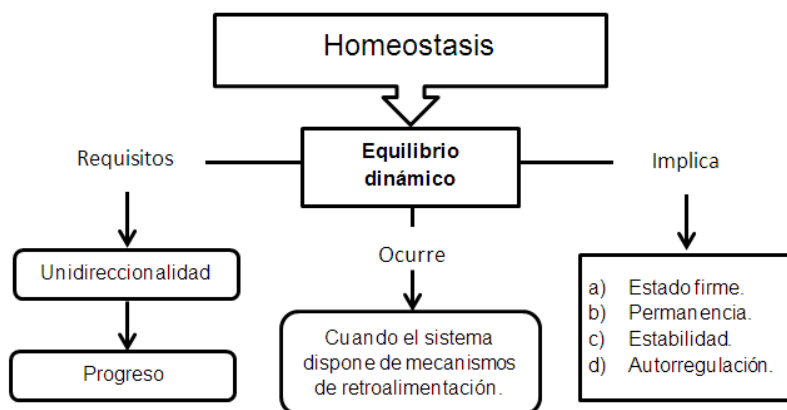 Homeostasis
Equilibrio
dinámico
Requisitos
Implica
Ocurre
Unidireccionalidad
Progreso
Cuando el sistema
dispone de mecanismos
de retroalimentación.
a) Estado firme.
b) Permanencia.
c) Estabilidad.
d) Autorregulación.